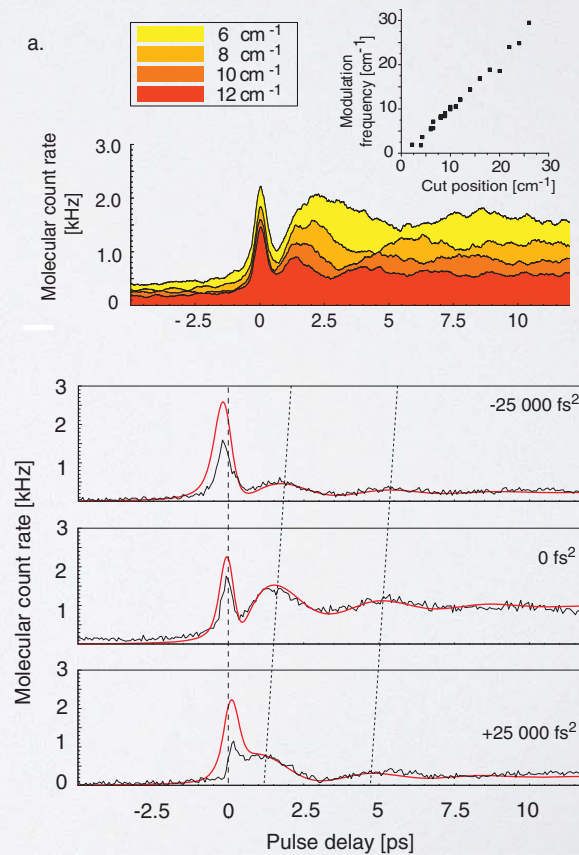 a.
6 cm⁻¹
8 cm⁻¹
10 cm⁻¹
12 cm⁻¹
Modulation
frequency [cm⁻¹]
30
20
10
0
0 10 20 30
Cut position [cm⁻¹]
Molecular count rate
[kHz]
3.0
2.0
1.0
0
- 2.5 0 2.5 5 7.5 10
Molecular count rate [kHz]
3
2
1
-25 000 fs²
3
2
1
0 fs²
3
2
1
0
+25 000 fs²
-2.5 0 2.5 5 7.5 10
Pulse delay [ps]